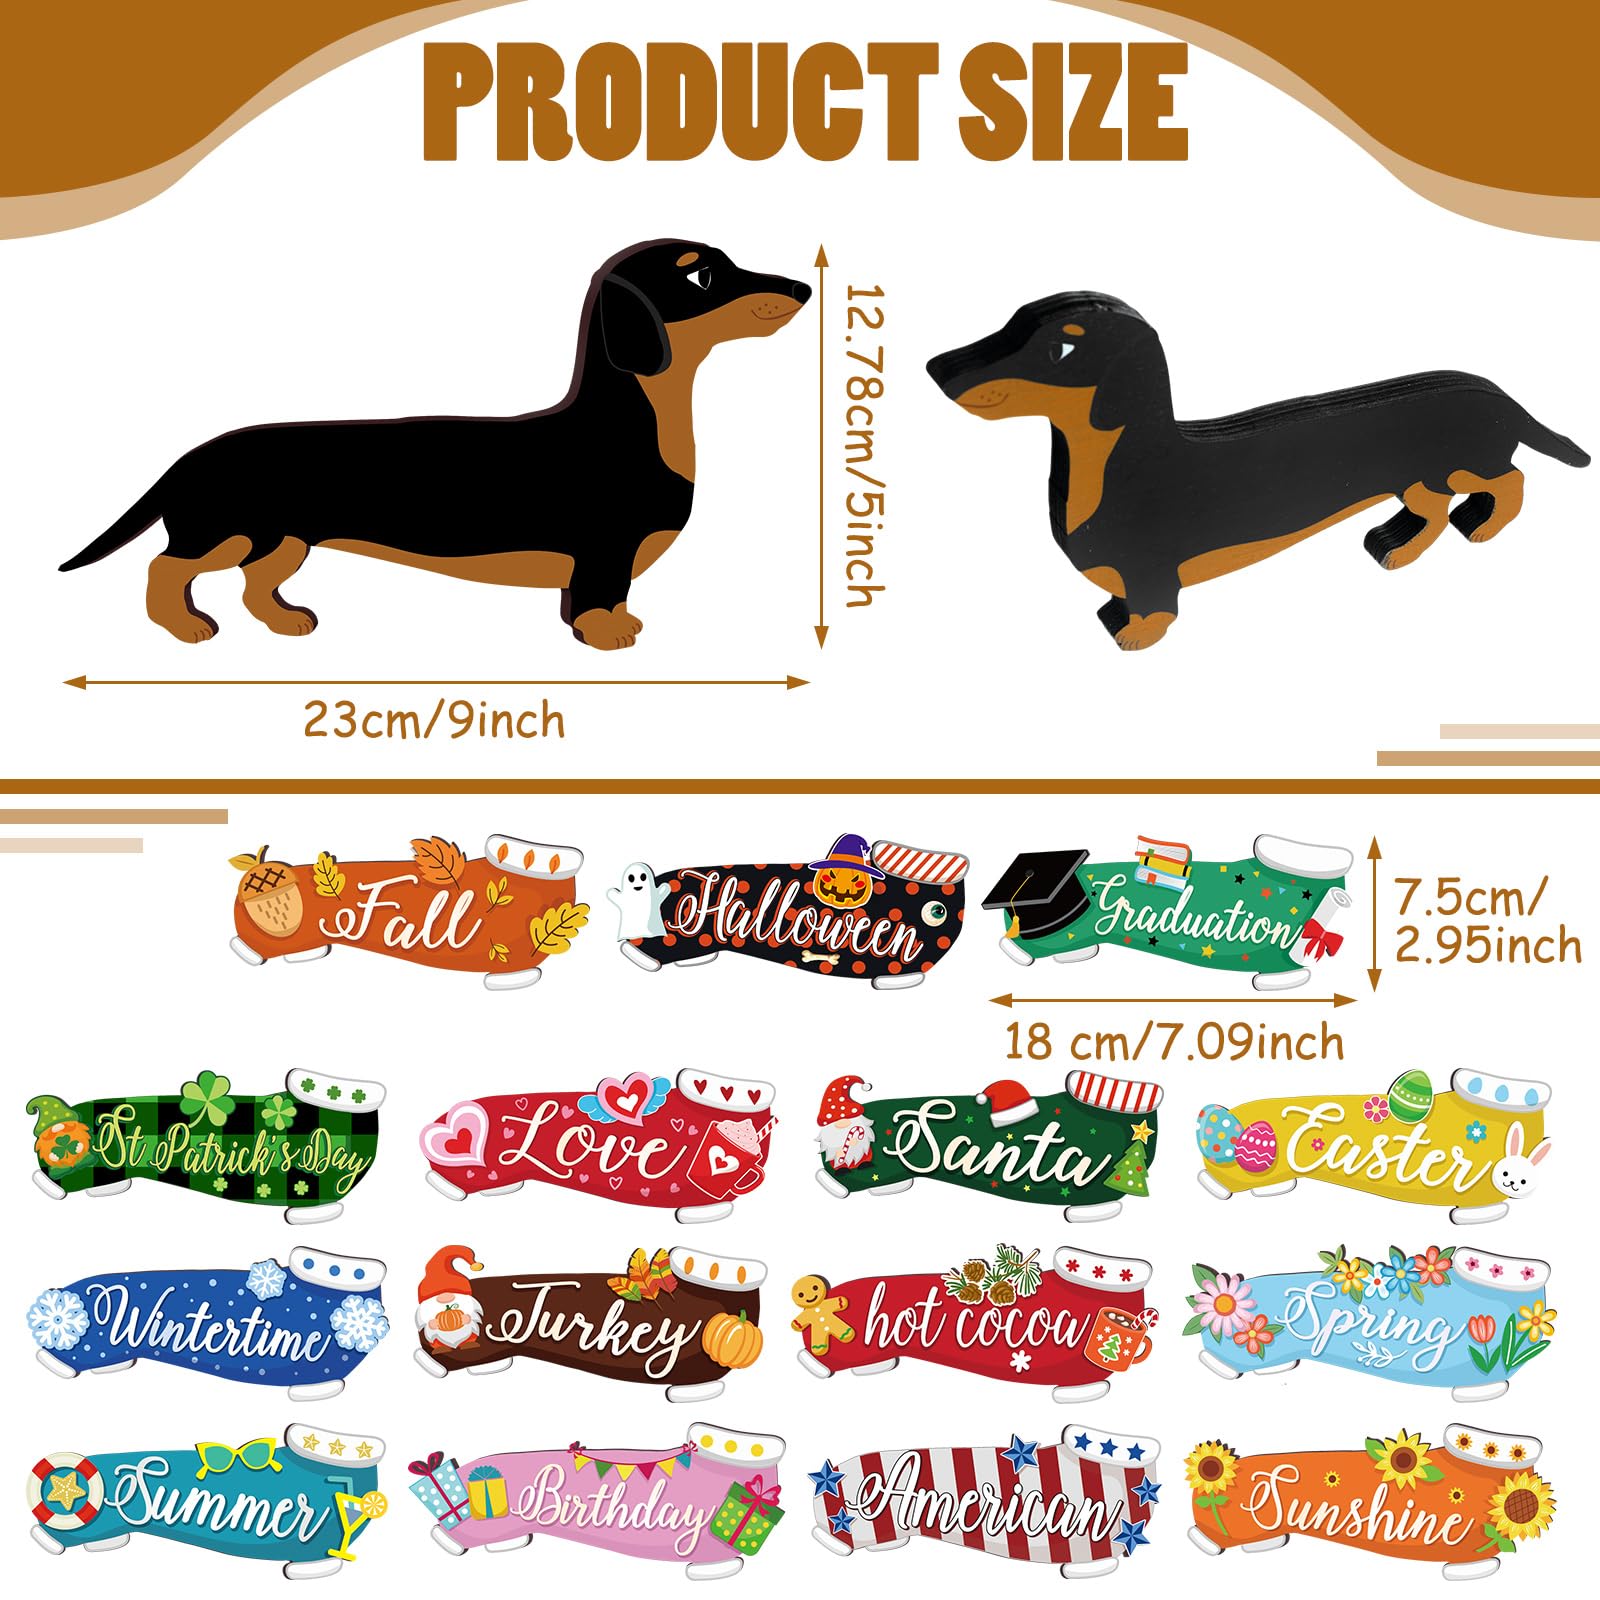 PRODUCT SIZE
12.78cm/5inch
23cm/9inch
Fall
Halloween
Graduation
7.5cm/
2.95inch
18 cm/7.09inch
St Patrick's Day
Love
Santa
Easter
Wintertime
Turkey
hot cocoa
Spring
Summer
Birthday
American
Sunshine